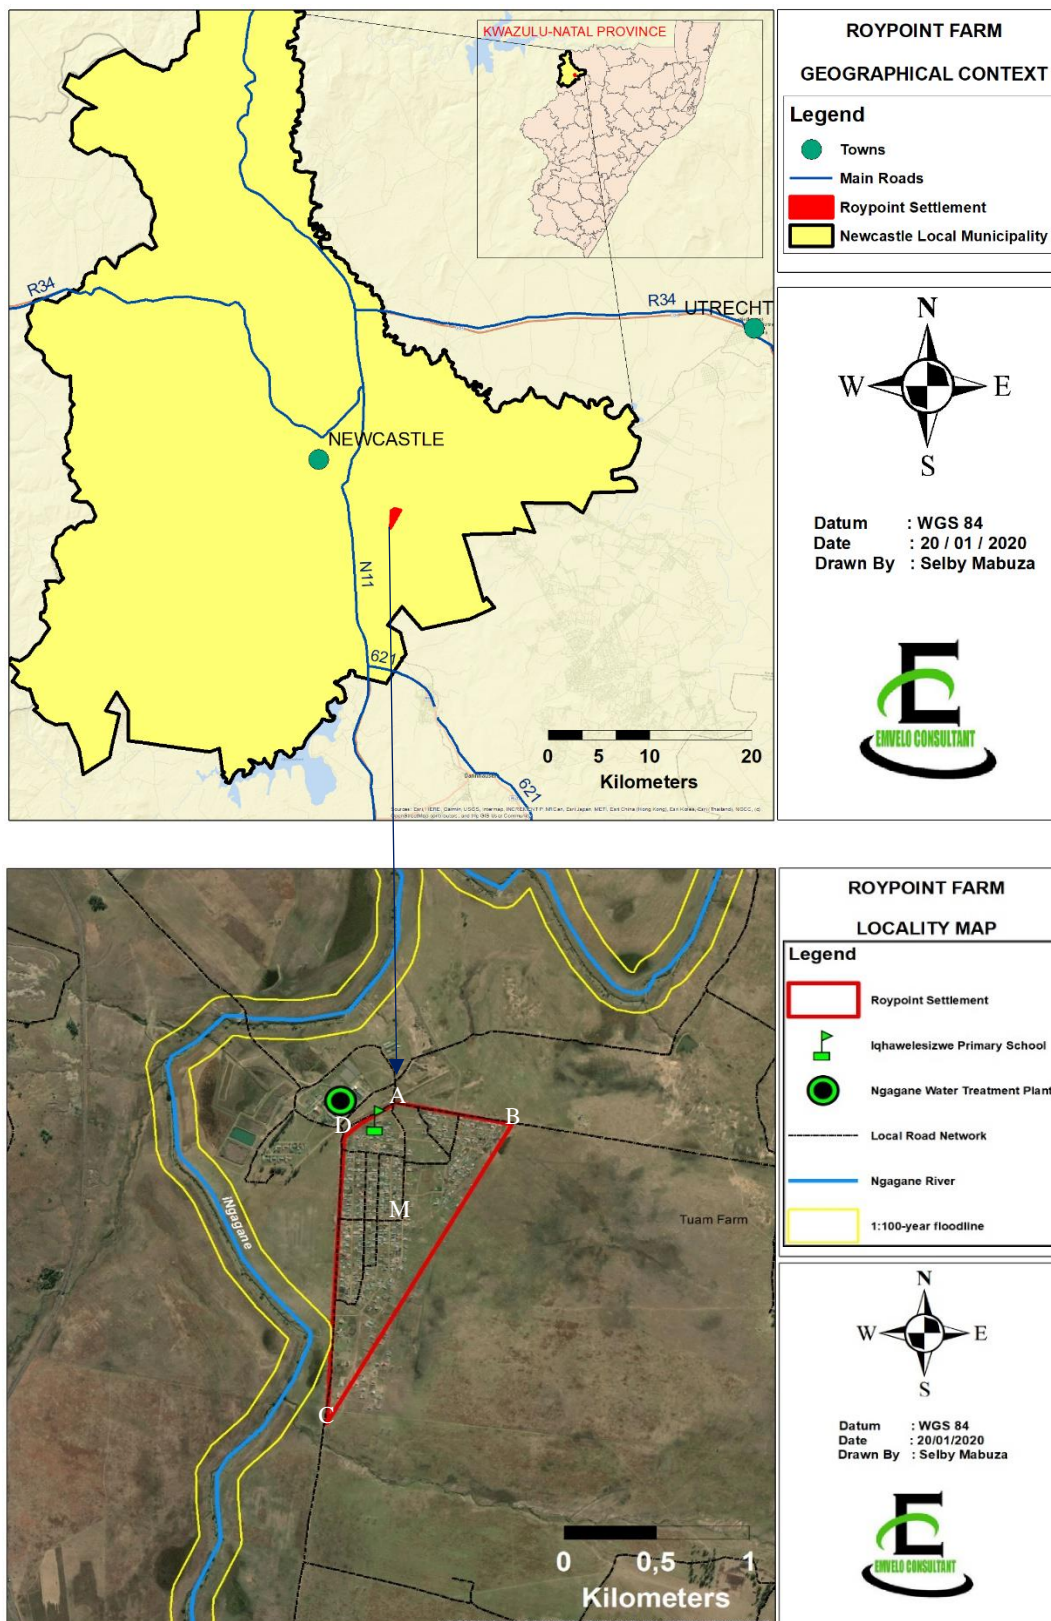 KWAZULU-NATAL PROVINCE
R34
R34
UTRECHT
NEWCASTLE
N11
621
Dannhauser
621
0 5 10 20
Kilometers
ROYPOINT FARM
GEOGRAPHICAL CONTEXT
Legend
Towns
Main Roads
Roypoint Settlement
Newcastle Local Municipality
N
W E
S
Datum : WGS 84
Date : 20 / 01 / 2020
Drawn By : Selby Mabuza
E
EMVELO CONSULTANT
A
B
D
M
iNgagane
Tuam Farm
C
0 0,5 1
Kilometers
ROYPOINT FARM
LOCALITY MAP
Legend
Roypoint Settlement
Iqhawelesizwe Primary School
Ngagane Water Treatment Plant
Local Road Network
Ngagane River
1:100-year floodline
N
W E
S
Datum : WGS 84
Date : 20/01/2020
Drawn By : Selby Mabuza
E
EMVELO CONSULTANT